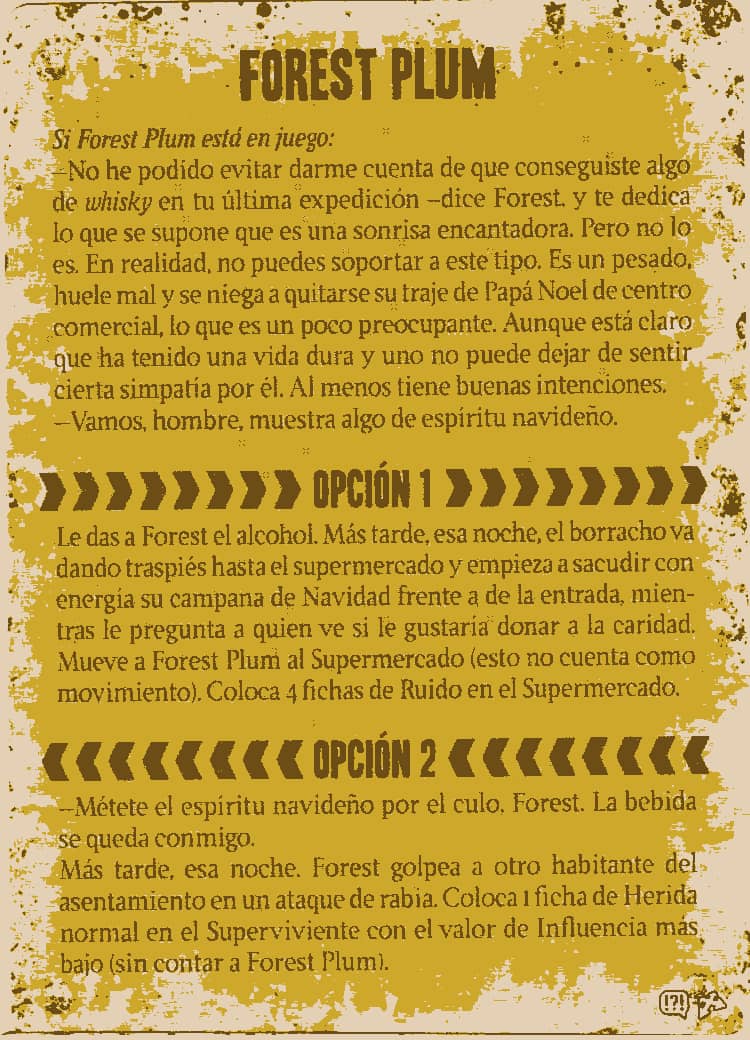 FOREST PLUM
Si Forest Plum está en juego:
–No he podido evitar darme cuenta de que conseguiste algo
de whisky en tu última expedición –dice Forest, y te dedica
lo que se supone que es una sonrisa encantadora. Pero no lo
es. En realidad, no puedes soportar a este tipo. Es un pesado,
huele mal y se niega a quitarse su traje de Papá Noel de centro
comercial, lo que es un poco preocupante. Aunque está claro
que ha tenido una vida dura y uno no puede dejar de sentir
cierta simpatía por él. Al menos tiene buenas intenciones.
–Vamos, hombre, muestra algo de espíritu navideño.
OPCIÓN 1
Le das a Forest el alcohol. Más tarde, esa noche, el borracho va
dando traspiés hasta el supermercado y empieza a sacudir con
energía su campana de Navidad frente a de la entrada, mien-
tras le pregunta a quien ve si le gustaría donar a la caridad.
Mueve a Forest Plum al Supermercado (esto no cuenta como
movimiento). Coloca 4 fichas de Ruido en el Supermercado.
OPCIÓN 2
–Métete el espíritu navideño por el culo, Forest. La bebida
se queda conmigo.
Más tarde, esa noche. Forest golpea a otro habitante del
asentamiento en un ataque de rabia. Coloca 1 ficha de Herida
normal en el Superviviente con el valor de Influencia más
bajo (sin contar a Forest Plum).
!?!